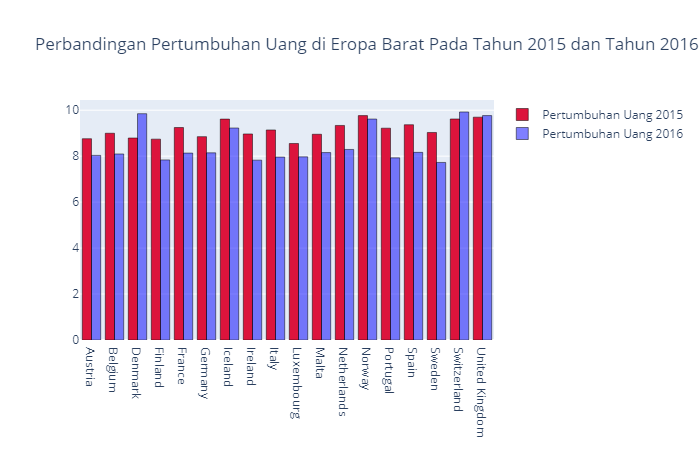 Perbandingan Pertumbuhan Uang di Eropa Barat Pada Tahun 2015 dan Tahun 2016
Pertumbuhan Uang 2015
Pertumbuhan Uang 2016
10
8
6
4
2
0
Austria
Belgium
Denmark
Finland
France
Germany
Iceland
Ireland
Italy
Luxembourg
Malta
Netherlands
Norway
Portugal
Spain
Sweden
Switzerland
United Kingdom